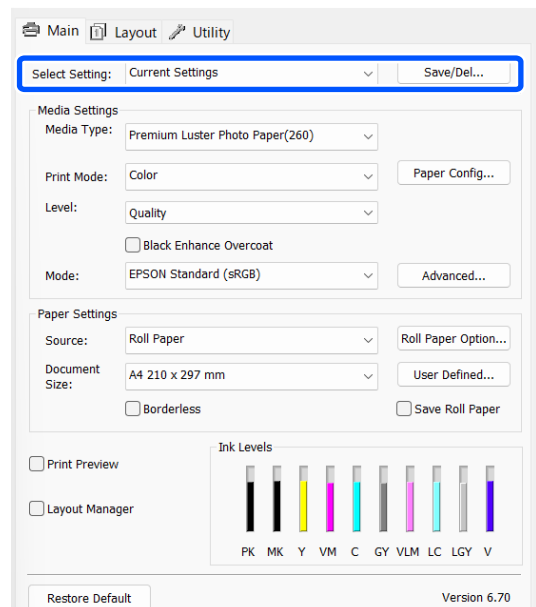 Main Layout Utility
Select Setting: Current Settings Save/Del...
Media Settings
Media Type: Premium Luster Photo Paper(260)
Print Mode: Color Paper Config...
Level: Quality
Black Enhance Overcoat
Mode: EPSON Standard (sRGB) Advanced...
Paper Settings
Source: Roll Paper Roll Paper Option...
Document
Size: A4 210 x 297 mm User Defined...
Borderless Save Roll Paper
Ink Levels
Print Preview
Layout Manager
PK MK Y VM C GY VLM LC LGY V
Restore Default Version 6.70